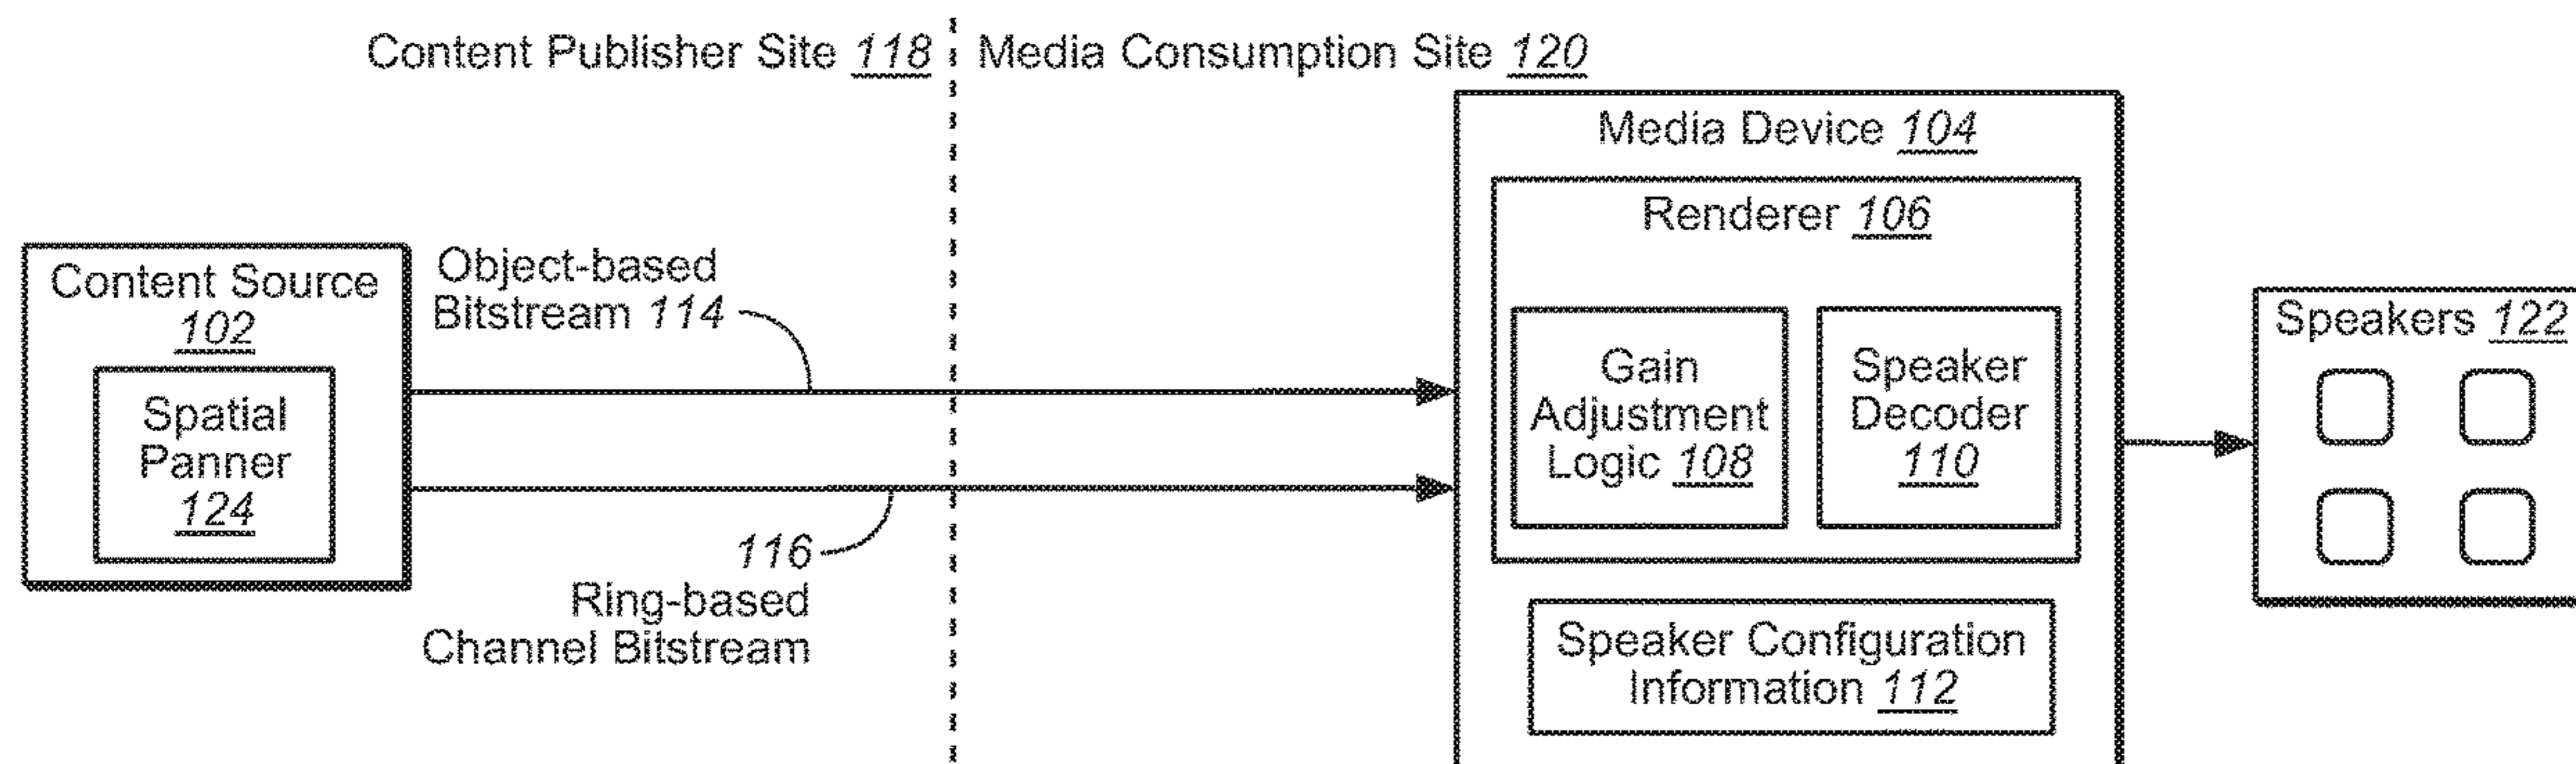 Content Publisher Site 118
Media Consumption Site 120
Content Source
102
Spatial
Panner
124
Object-based
Bitstream 114
116
Ring-based
Channel Bitstream
Media Device 104
Renderer 106
Gain
Adjustment
Logic 108
Speaker
Decoder
110
Speaker Configuration
Information 112
Speakers 122